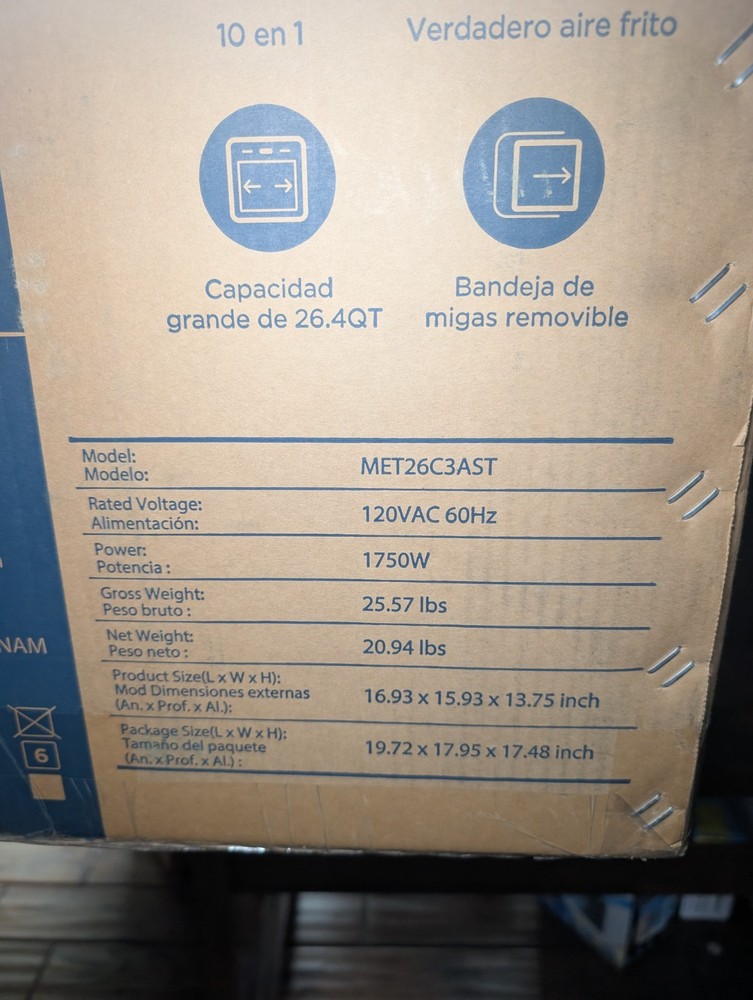 10 en 1
Verdadero aire frito
Capacidad
grande de 26.4QT
Bandeja de
migas removible
Model:
Modelo:
MET26C3AST
Rated Voltage:
Alimentación:
120VAC 60Hz
Power:
Potencia :
1750W
Gross Weight:
Peso bruto :
25.57 lbs
Net Weight:
Peso neto :
20.94 lbs
Product Size(L x W x H):
Mod Dimensiones externas
(An. x Prof. x Al.):
16.93 x 15.93 x 13.75 inch
Package Size(L x W x H):
Tamaño del paquete
(An. x Prof. x Al.) :
19.72 x 17.95 x 17.48 inch
NAM
6